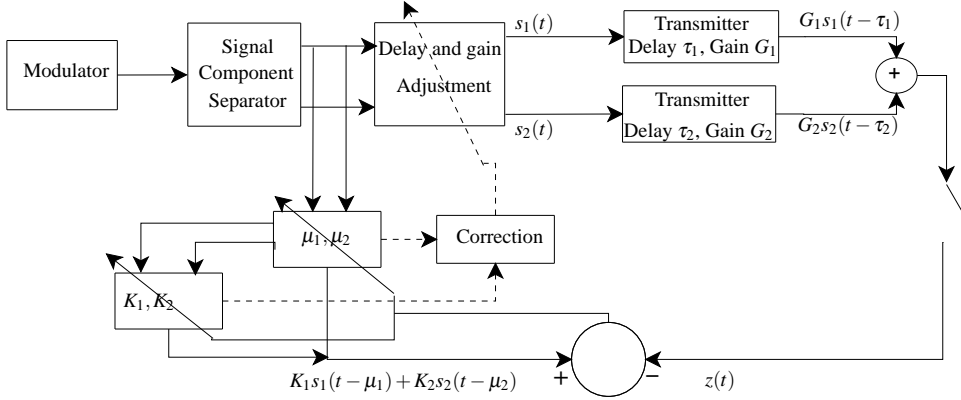 Modulator
Signal
Component
Separator
Delay and gain
Adjustment
s₁(t)
s₂(t)
Transmitter
Delay τ₁, Gain G₁
Transmitter
Delay τ₂, Gain G₂
G₁s₁(t−τ₁)
+
G₂s₂(t−τ₂)
μ₁, μ₂
Correction
K₁, K₂
K₁s₁(t−μ₁)+K₂s₂(t−μ₂)
+
−
z(t)